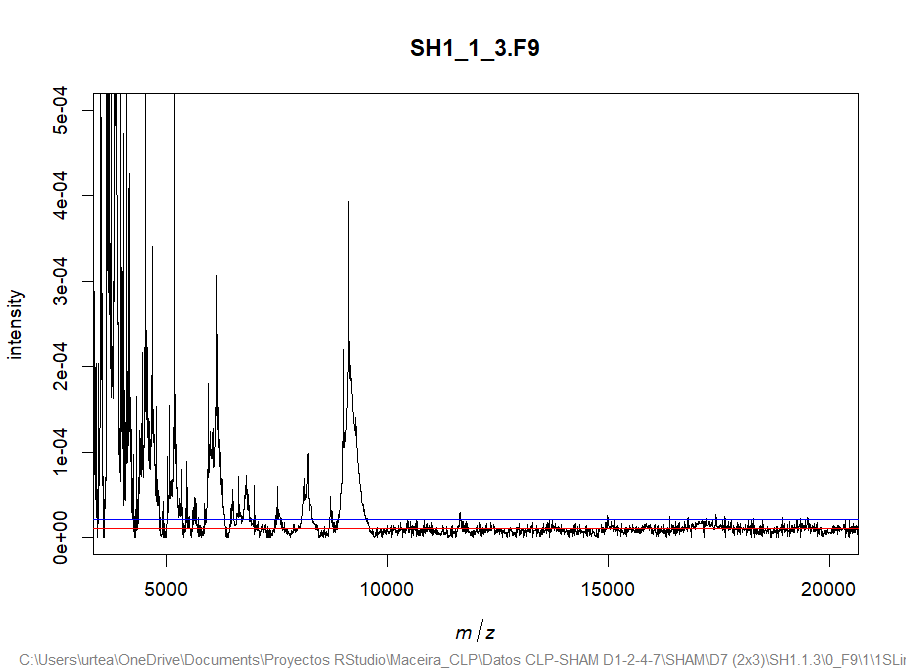 SH1_1_3.F9
5e-04
4e-04
3e-04
2e-04
1e-04
0e+00
intensity
5000 10000 15000 20000
m / z
C:\Users\urtea\OneDrive\Documents\Proyectos RStudio\Maceira_CLP\Datos CLP-SHAM D1-2-4-7\SHAM\D7 (2x3)\SH1.1.3\0_F9\1\1SLin